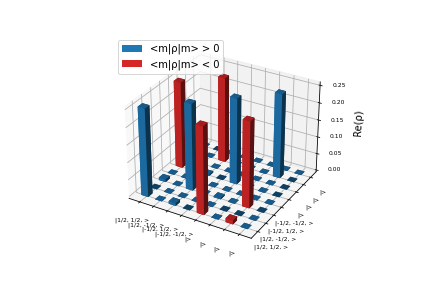 <m|ρ|m> > 0
<m|ρ|m> < 0
0.25
0.20
0.15
0.10
0.05
0.00
Re(ρ)
|1/2, 1/2, >
|1/2, -1/2, >
|-1/2, 1/2, >
|-1/2, -1/2, >
|>
|>
|>
|>
|>
|>
|>
|>
|-1/2, -1/2, >
|-1/2, 1/2, >
|1/2, -1/2, >
|1/2, 1/2, >